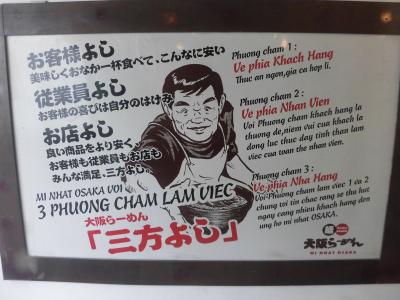 お客様よし
美味しくおなか一杯食べて、こんなに安い
従業員よし
お客様の喜びは自分のはげみ
お店よし
良い商品をより安く
お客様も従業員もお店も
みんな満足、三方よし。
MI NHAT OSAKA VOI
3 PHUONG CHAM LAM VIEC
大阪らーめん
「三方よし」
Phuong cham 1 :
Ve phia Khach Hang
Thuc an ngon,gia ca hop li.
Phuong cham 2 :
Ve phia Nhan Vien
Voi Phuong cham khach hang la
thuong de,niem vui cua khach la
dong luc thuc day tinh than lam
viec cua toan the nhan vien.
Phuong cham 3 :
Ve phia Nha Hang
Voi Phuong cham lam viec 1 va 2
chung toi tin chac rang se thu hut
ngay cang nhieu khach hang den
ung ho mi nhat OSAKA.
大阪らーめん
MI NHAT OSAKA